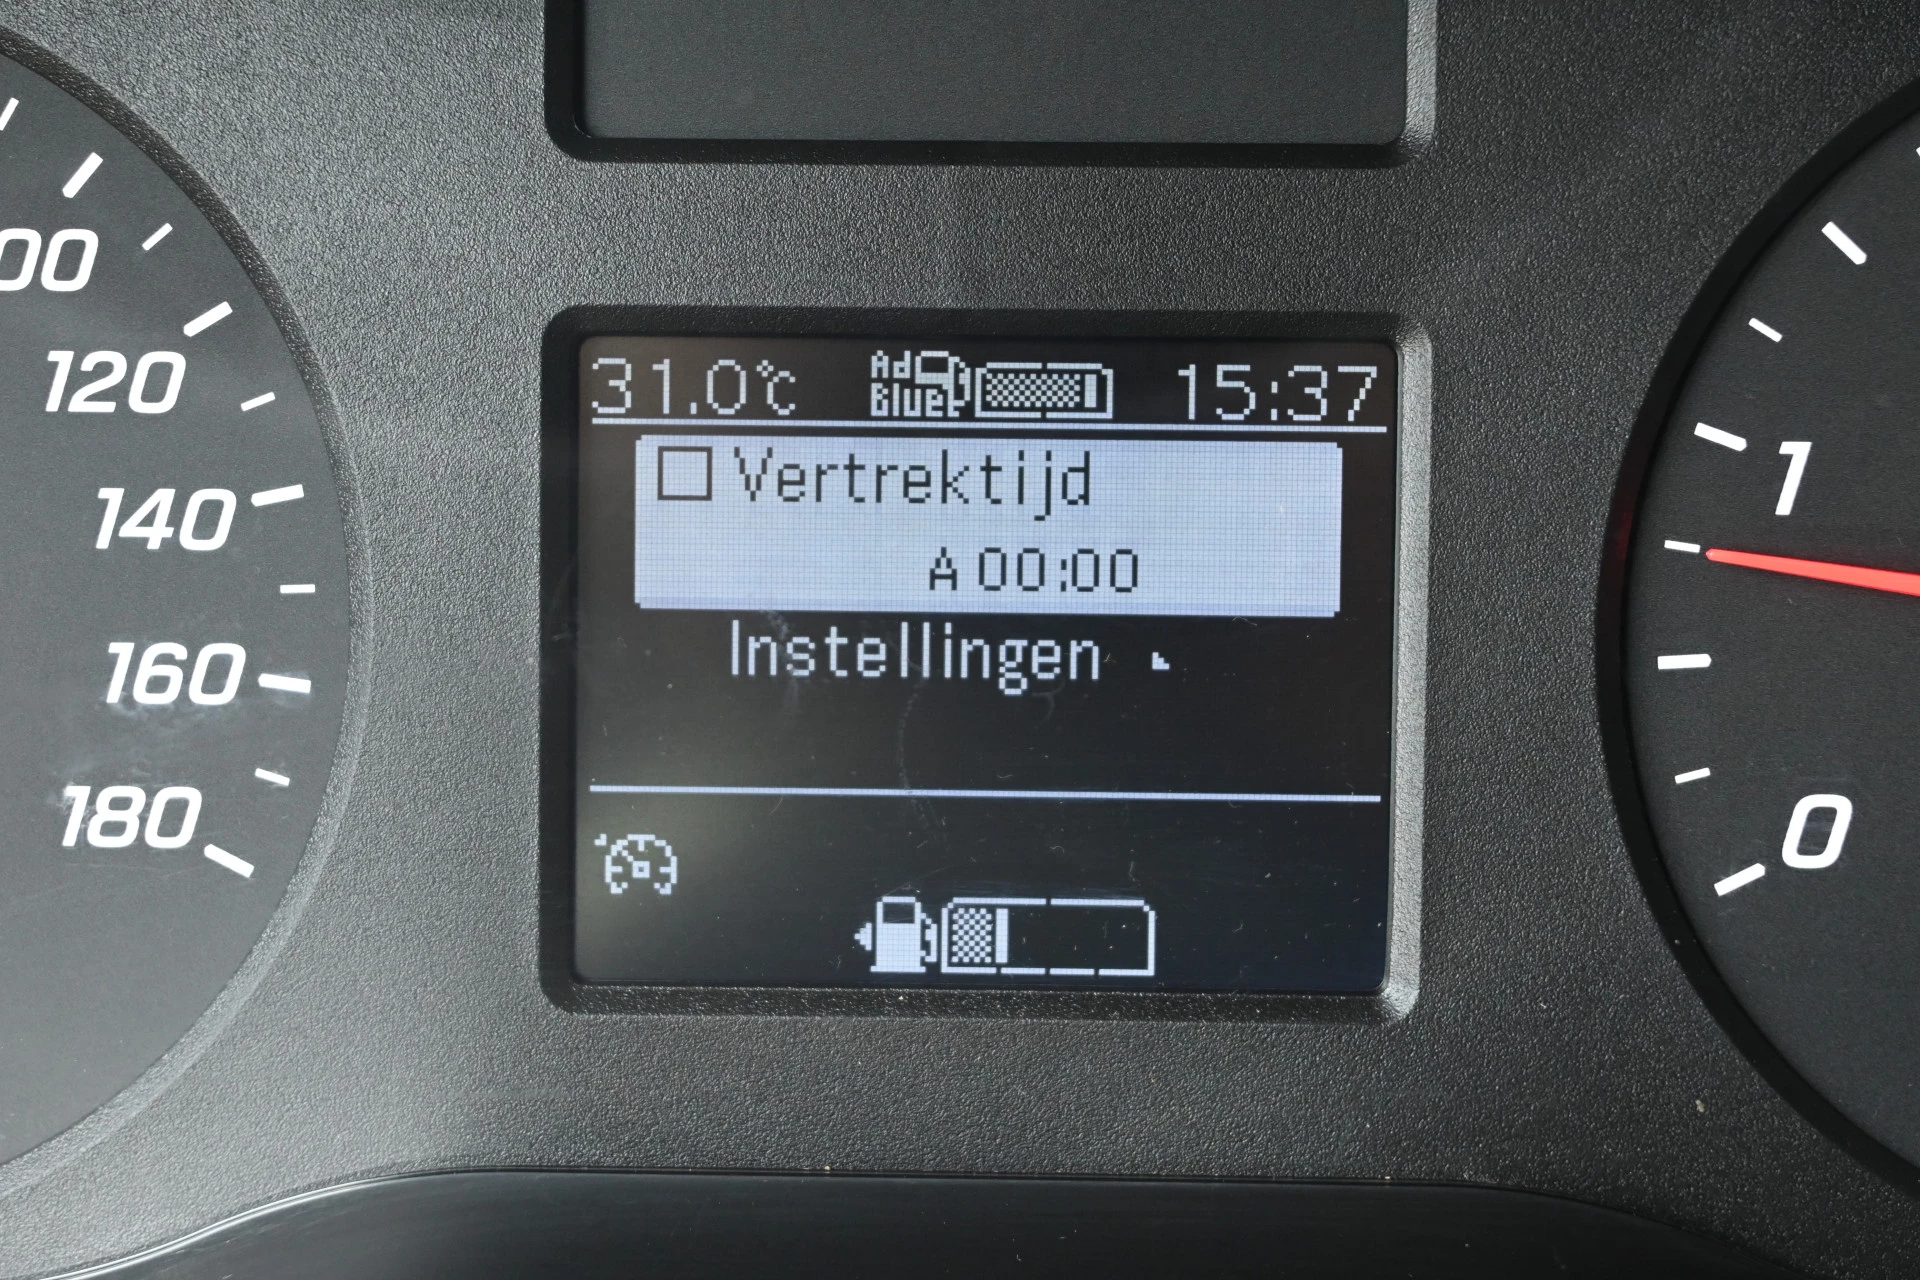 31.0°C
Ad
Blue
15:37
Vertrektijd
A 00:00
Instellingen
00
120
140
160
180
1
0